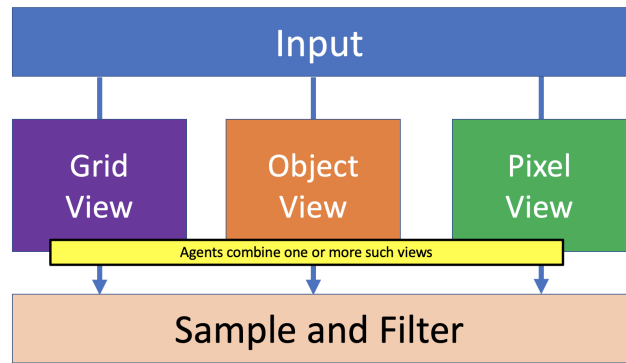 Input
Grid
View
Object
View
Pixel
View
Agents combine one or more such views
Sample and Filter